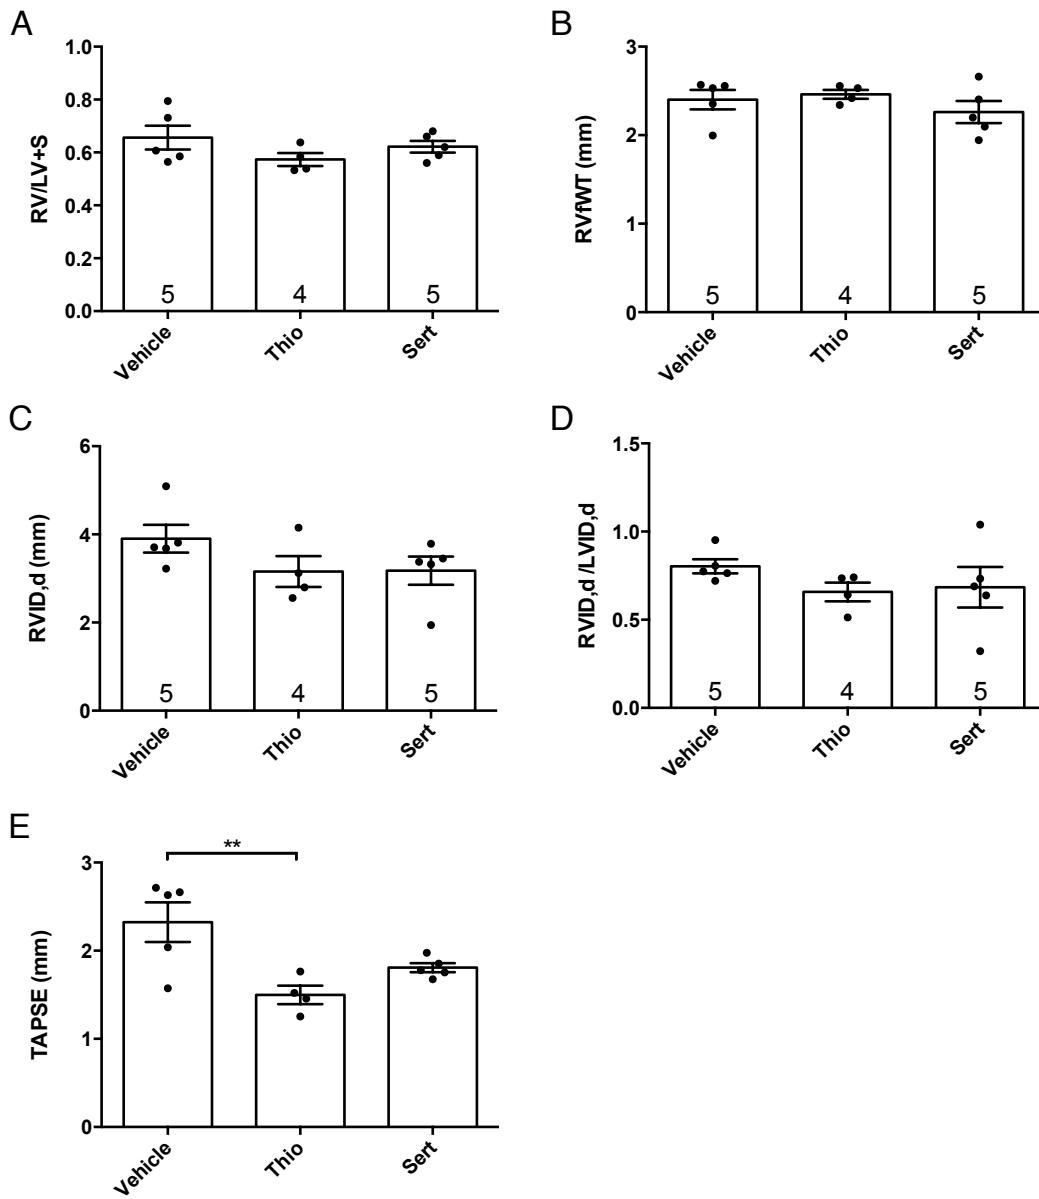 A
RV/LV+S
1.0
0.8
0.6
0.4
0.2
0.0
5
4
5
Vehicle
Thio
Sert
B
RVfWT (mm)
3
2
1
0
5
4
5
Vehicle
Thio
Sert
C
RVID,d (mm)
6
4
2
0
5
4
5
Vehicle
Thio
Sert
D
RVID,d /LVID,d
1.5
1.0
0.5
0.0
5
4
5
Vehicle
Thio
Sert
E
TAPSE (mm)
3
2
1
0
**
Vehicle
Thio
Sert